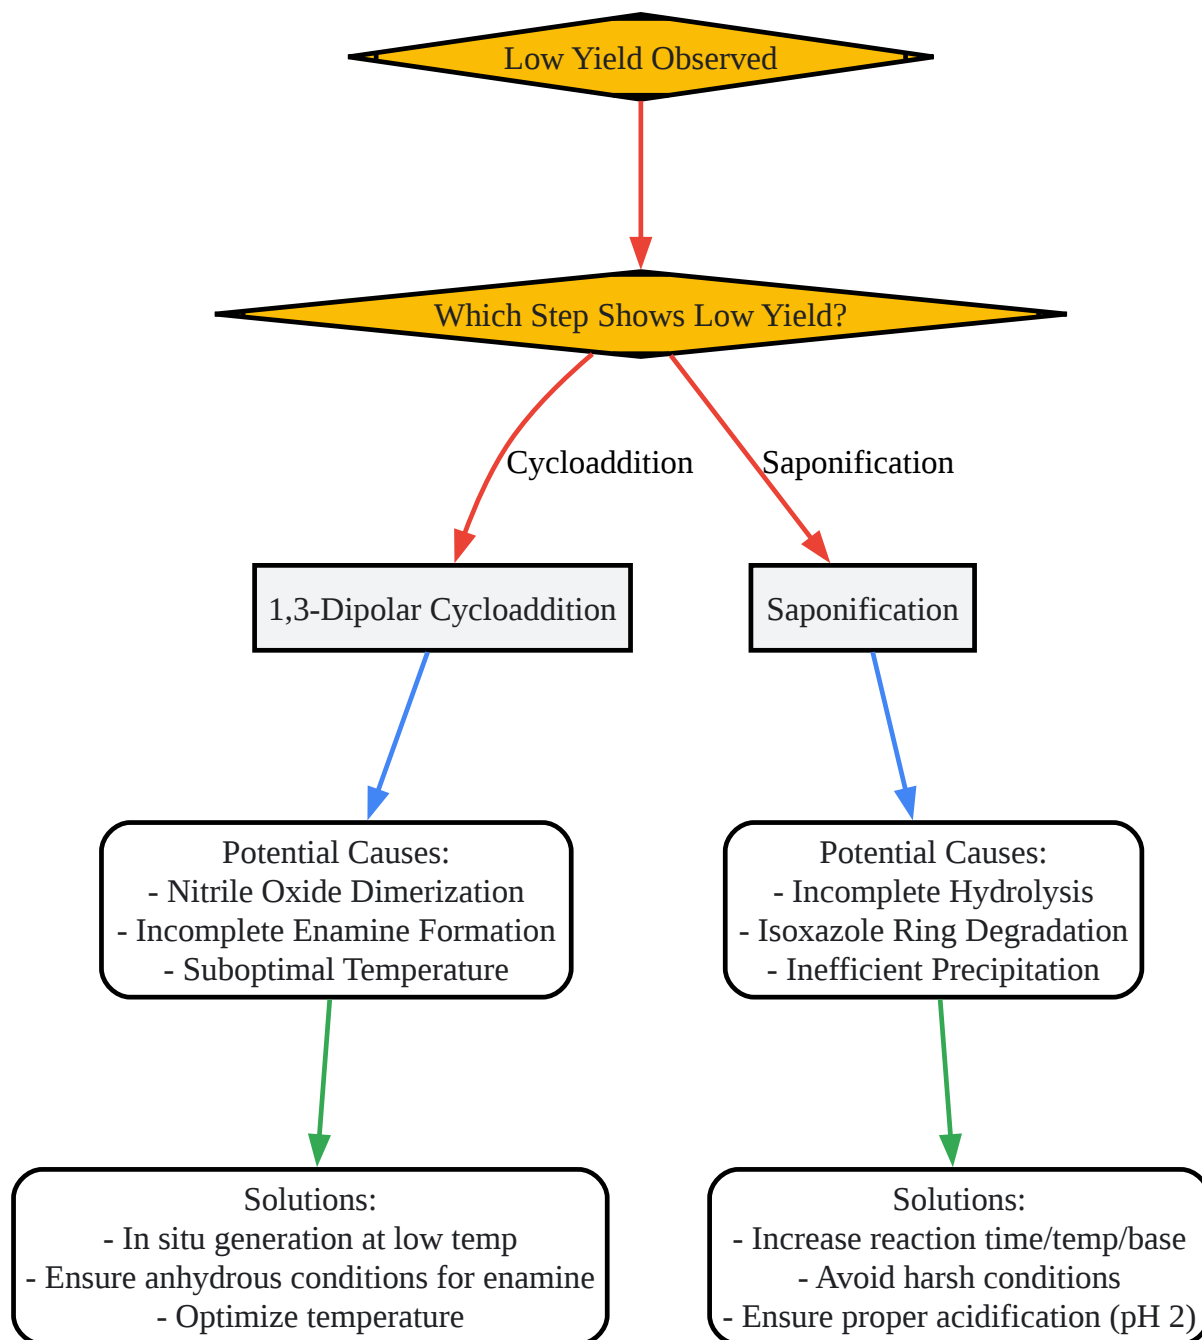 Low Yield Observed
Which Step Shows Low Yield?
Cycloaddition
Saponification
1,3-Dipolar Cycloaddition
Saponification
Potential Causes:
- Nitrile Oxide Dimerization
- Incomplete Enamine Formation
- Suboptimal Temperature
Potential Causes:
- Incomplete Hydrolysis
- Isoxazole Ring Degradation
- Inefficient Precipitation
Solutions:
- In situ generation at low temp
- Ensure anhydrous conditions for enamine
- Optimize temperature
Solutions:
- Increase reaction time/temp/base
- Avoid harsh conditions
- Ensure proper acidification (pH 2)